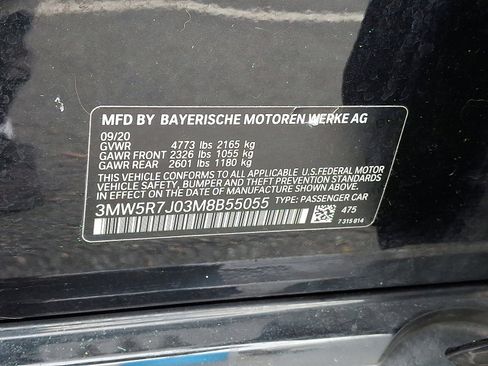 MFD BY BAYERISCHE MOTOREN WERKE AG
09/20
GVWR 4773 lbs 2165 kg
GAWR FRONT 2326 lbs 1055 kg
GAWR REAR 2601 lbs 1180 kg
THIS VEHICLE CONFORMS TO ALL APPLICABLE U.S.FEDERAL MOTOR
VEHICLE SAFETY, BUMPER, AND THEFT PREVENTION STANDARDS
IN EFFECT ON THE DATE OF MANUFACTURE SHOWN ABOVE.
3MW5R7J03M8B55055 TYPE: PASSENGER CAR
475
7 315 814